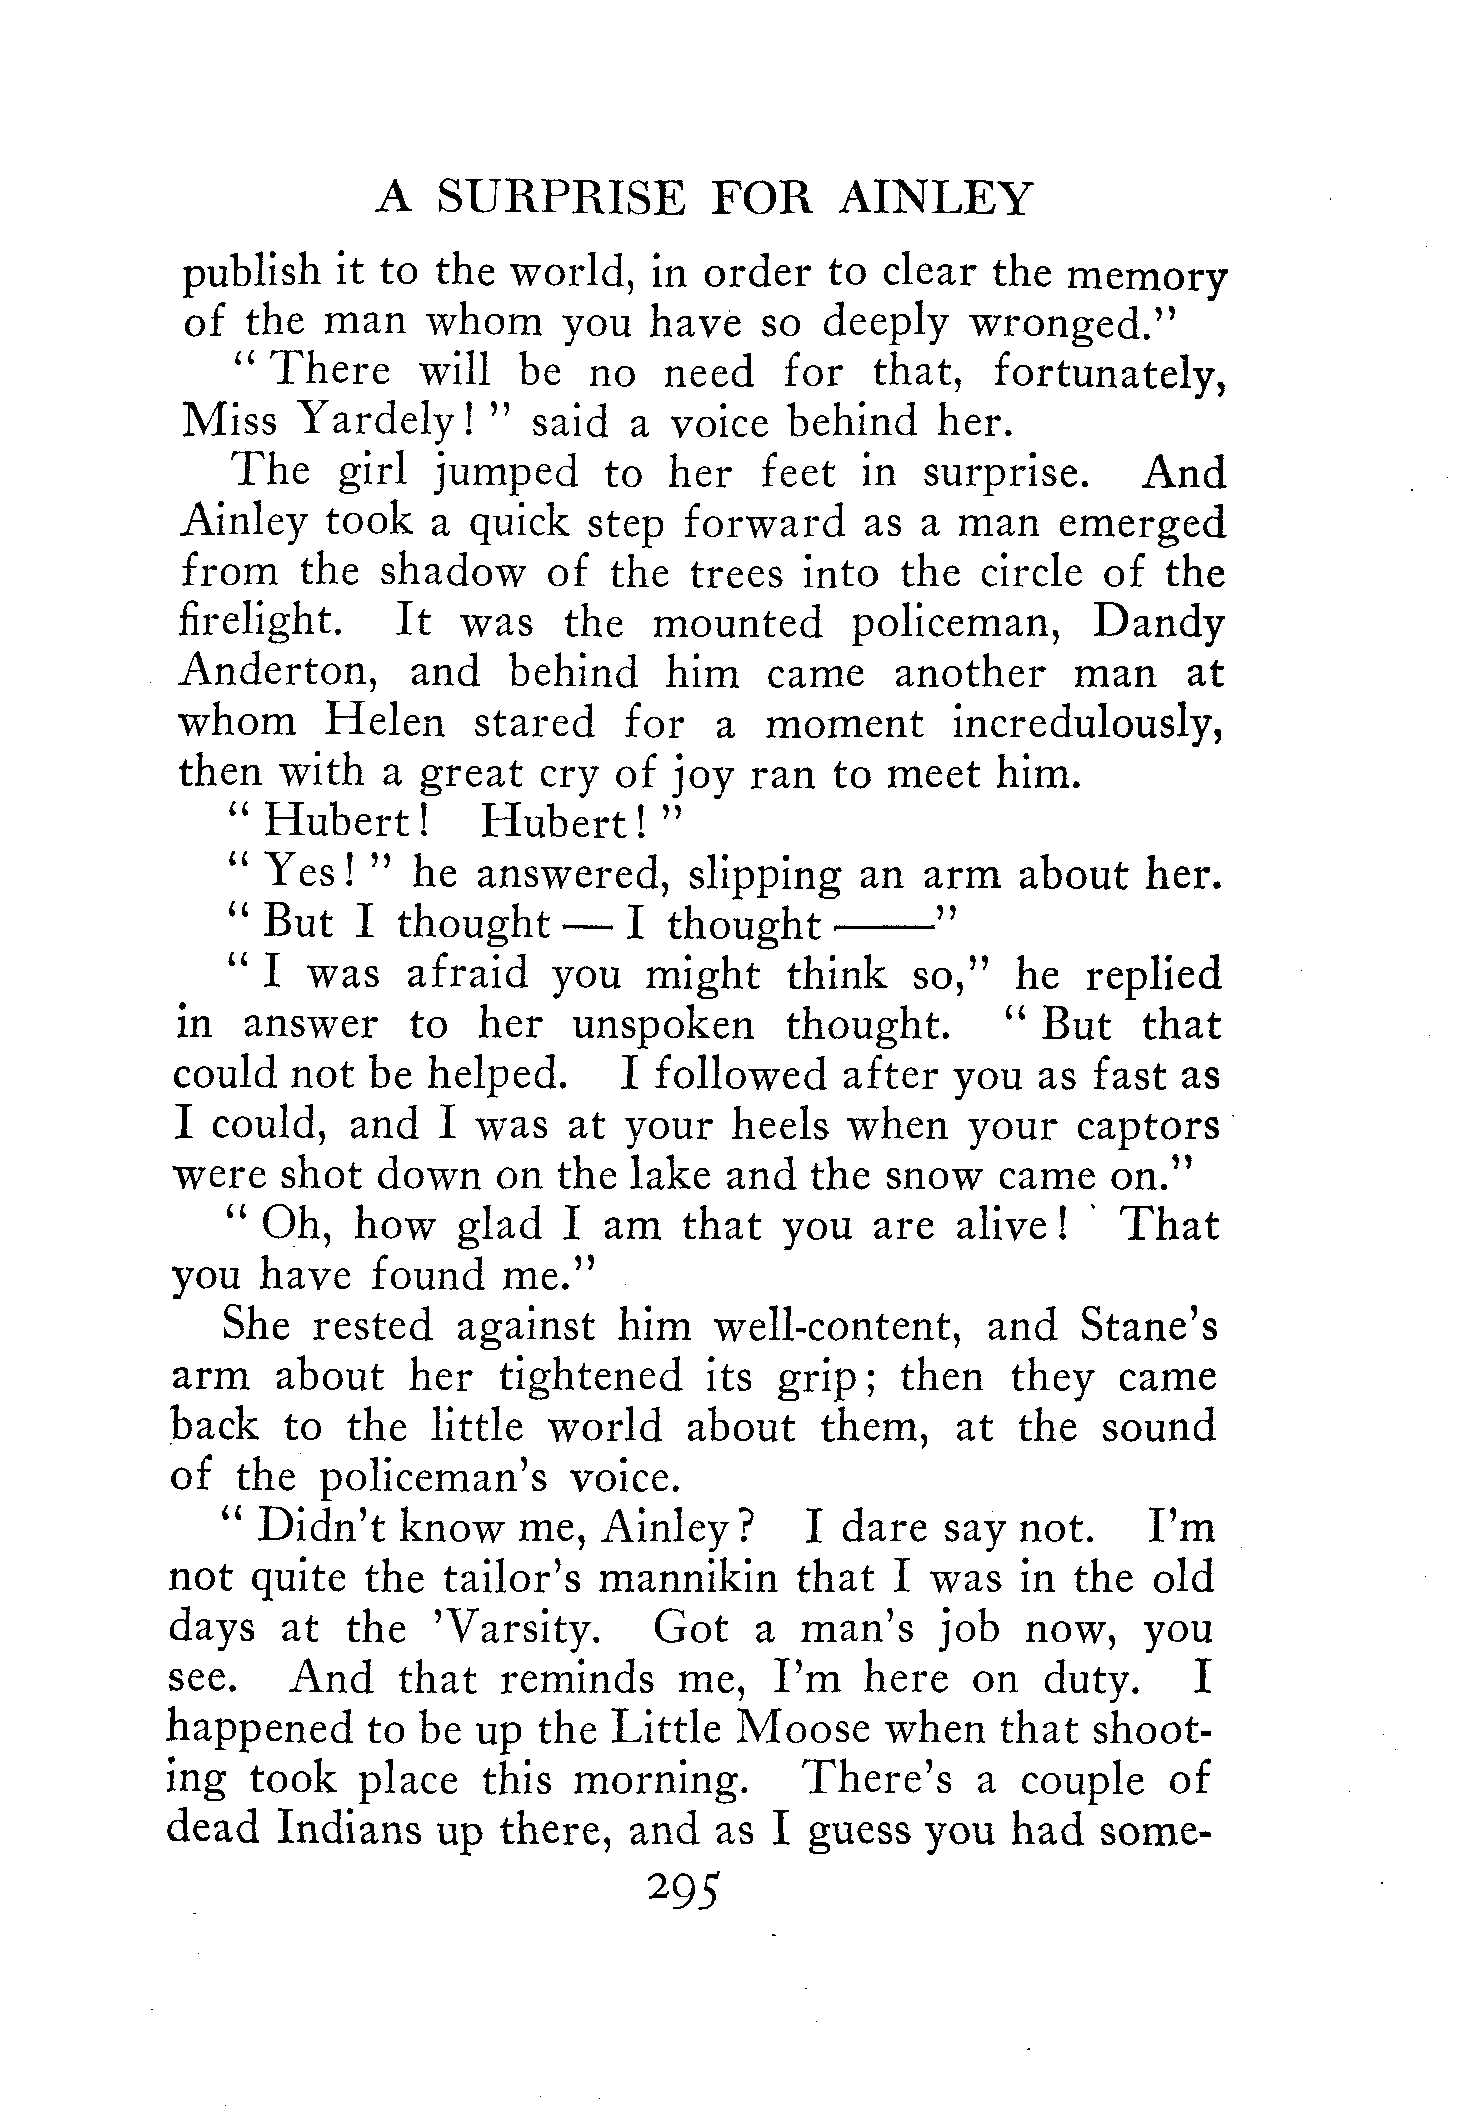 A SURPRISE FOR AINLEY
publish it to the world, in order to clear the memory
of the man whom you have so deeply wronged."
" There will be no need for that, fortunately,
Miss Yardely! " said a voice behind her.
The girl jumped to her feet in surprise. And
Ainley took a quick step forward as a man emerged
from the shadow of the trees into the circle of the
firelight. It was the mounted policeman, Dandy
Anderton, and behind him came another man at
whom Helen stared for a moment incredulously,
then with a great cry of joy ran to meet him.
" Hubert! Hubert! "
" Yes! " he answered, slipping an arm about her.
" But I thought — I thought ——"
" I was afraid you might think so," he replied
in answer to her unspoken thought. " But that
could not be helped. I followed after you as fast as
I could, and I was at your heels when your captors
were shot down on the lake and the snow came on."
" Oh, how glad I am that you are alive! That
you have found me."
She rested against him well-content, and Stane's
arm about her tightened its grip; then they came
back to the little world about them, at the sound
of the policeman's voice.
" Didn't know me, Ainley? I dare say not. I'm
not quite the tailor's mannikin that I was in the old
days at the 'Varsity. Got a man's job now, you
see. And that reminds me, I'm here on duty. I
happened to be up the Little Moose when that shoot-
ing took place this morning. There's a couple of
dead Indians up there, and as I guess you had some-
295